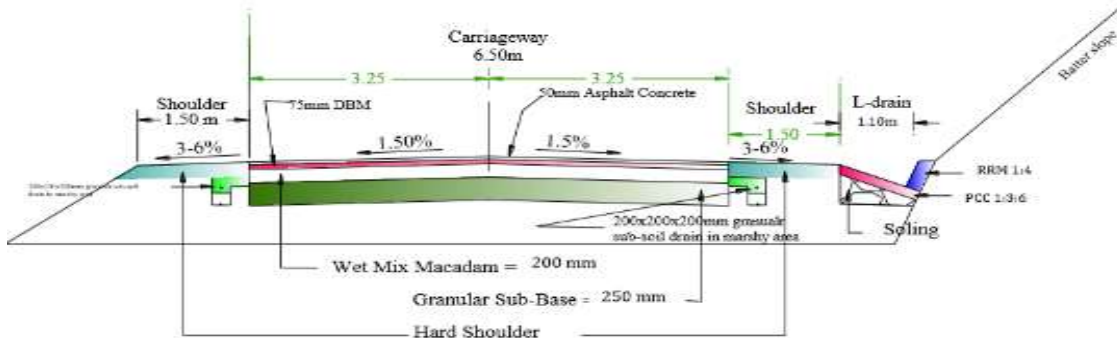 Carriageway
6.50m
3.25
3.25
Batter slope
75mm DBM
50mm Asphalt Concrete
Shoulder
1.50 m
Shoulder
1.50
L-drain
1.10m
3-6%
1.50%
1.5%
3-6%
RRM 1:4
PCC 1:3:6
Soling
200x200x200mm granualr
sub-soil drain in marshy area
Wet Mix Macadam = 200 mm
Granular Sub-Base = 250 mm
Hard Shoulder